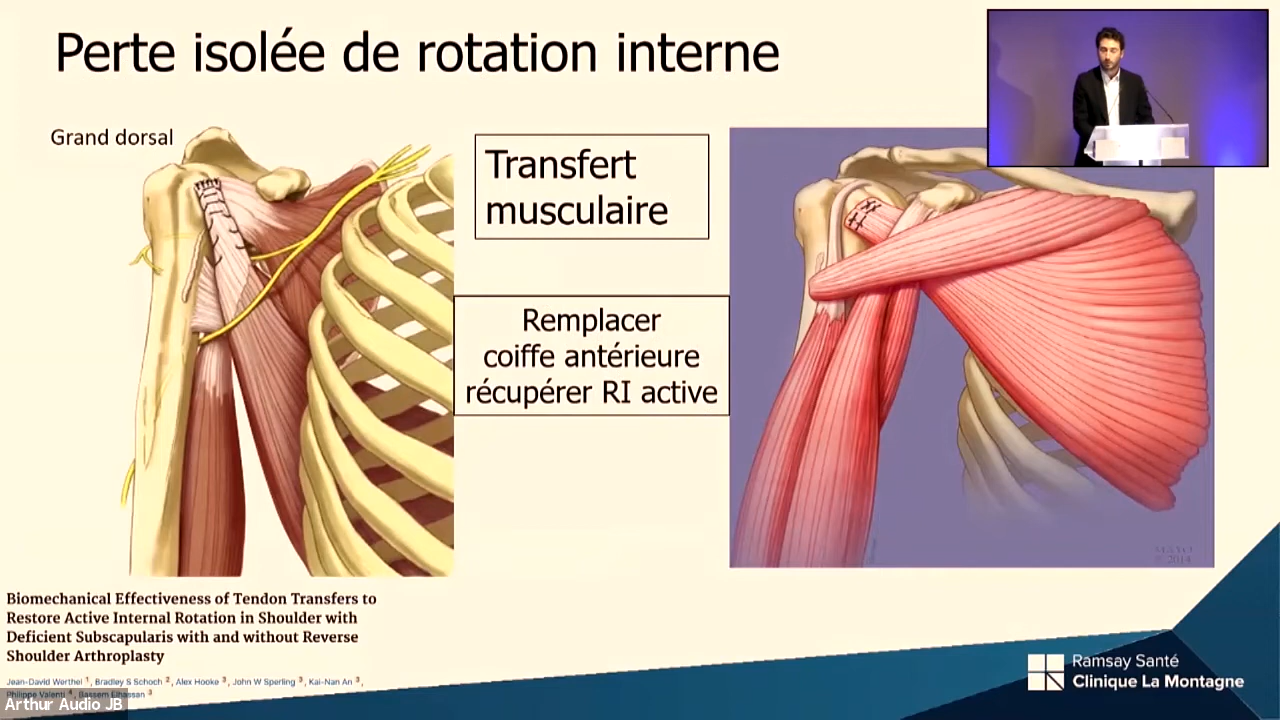 Perte isolée de rotation interne
Grand dorsal
Transfert
musculaire
Remplacer
coiffe antérieure
récupérer RI active
Biomechanical Effectiveness of Tendon Transfers to
Restore Active Internal Rotation in Shoulder with
Deficient Subscapularis with and without Reverse
Shoulder Arthroplasty
Jean-David Werthel 1, Bradley S Schoch 2, Alex Hooke 3, John W Sperling 3, Kai-Nan An 3,
Philippe Valenti 4, Bassem Elhassan 3
Arthur Audio JB
MAYO
© 2014
Ramsay Santé
Clinique La Montagne